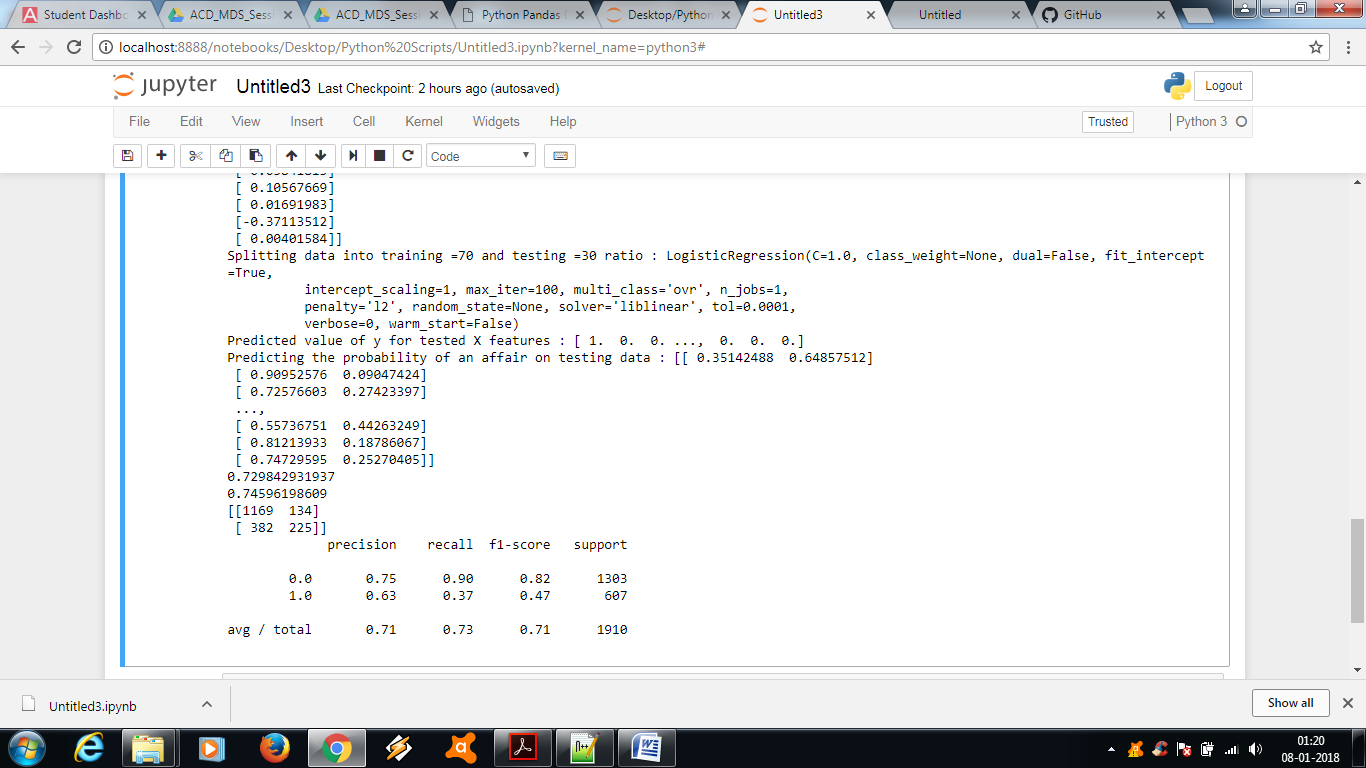 Student Dashbo
ACD_MDS_Sessi
ACD_MDS_Sessi
Python Pandas
Desktop/Python
Untitled3
Untitled
GitHub
localhost:8888/notebooks/Desktop/Python%20Scripts/Untitled3.ipynb?kernel_name=python3#
jupyter Untitled3 Last Checkpoint: 2 hours ago (autosaved)
Logout
File Edit View Insert Cell Kernel Widgets Help
Trusted
Python 3
Code
[ 0.10567669]
[ 0.01691983]
[-0.37113512]
[ 0.00401584]]
Splitting data into training =70 and testing =30 ratio : LogisticRegression(C=1.0, class_weight=None, dual=False, fit_intercept
=True,
intercept_scaling=1, max_iter=100, multi_class='ovr', n_jobs=1,
penalty='l2', random_state=None, solver='liblinear', tol=0.0001,
verbose=0, warm_start=False)
Predicted value of y for tested X features : [ 1. 0. 0. ..., 0. 0. 0.]
Predicting the probability of an affair on testing data : [[ 0.35142488 0.64857512]
[ 0.90952576 0.09047424]
[ 0.72576603 0.27423397]
...,
[ 0.55736751 0.44263249]
[ 0.81213933 0.18786067]
[ 0.74729595 0.25270405]]
0.729842931937
0.74596198609
[[1169 134]
[ 382 225]]
precision recall f1-score support
0.0 0.75 0.90 0.82 1303
1.0 0.63 0.37 0.47 607
avg / total 0.71 0.73 0.71 1910
Untitled3.ipynb
Show all
01:20
08-01-2018